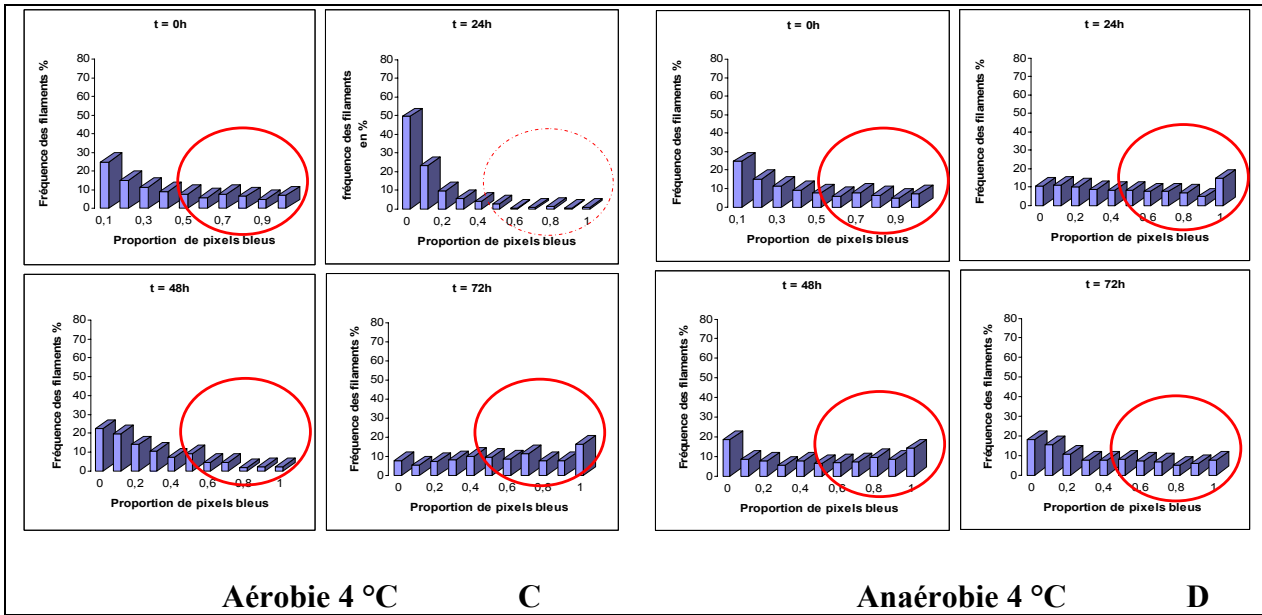 t = 0h
Fréquence des filaments %
80
70
60
50
40
30
20
10
0
0,1 0,3 0,5 0,7 0,9
Proportion de pixels bleus
t = 24h
fréquence des filaments
en %
80
70
60
50
40
30
20
10
0
0 0,2 0,4 0,6 0,8 1
Proportion de pixels bleus
t = 0h
Fréquence des filaments %
80
70
60
50
40
30
20
10
0
0,1 0,3 0,5 0,7 0,9
Proportion de pixels bleus
t = 24h
Fréquence des filaments %
80
70
60
50
40
30
20
10
0
0 0,2 0,4 0,6 0,8 1
Proportion de pixels bleus
t = 48h
Fréquence des filaments %
80
70
60
50
40
30
20
10
0
0 0,2 0,4 0,6 0,8 1
Proportion de pixels bleus
t = 72h
Fréquence des filaments %
80
70
60
50
40
30
20
10
0
0 0,2 0,4 0,6 0,8 1
Proportion de pixels bleus
t = 48h
Fréquence des filaments %
80
70
60
50
40
30
20
10
0
0 0,2 0,4 0,6 0,8 1
Proportion de pixels bleus
t = 72h
Fréquence des filaments %
80
70
60
50
40
30
20
10
0
0 0,2 0,4 0,6 0,8 1
Proportion de pixels bleus
Aérobie 4 °C C
Anaérobie 4 °C D